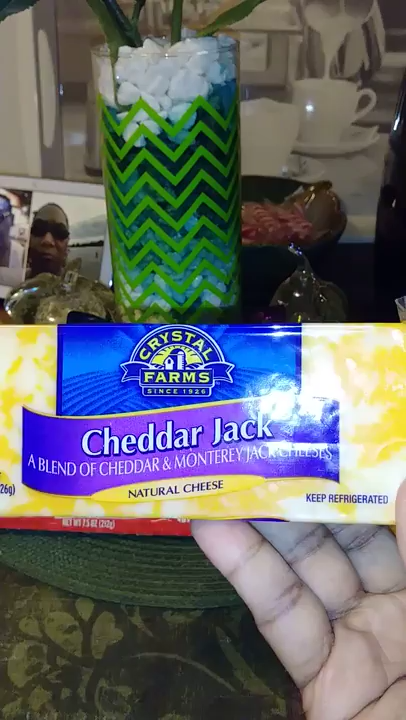 CRYSTAL
FARMS
SINCE 1926
Cheddar Jack
A BLEND OF CHEDDAR & MONTEREY JACK CHEESES
NATURAL CHEESE
26g)
KEEP REFRIGERATED
NET WT 7.5 OZ (212g)